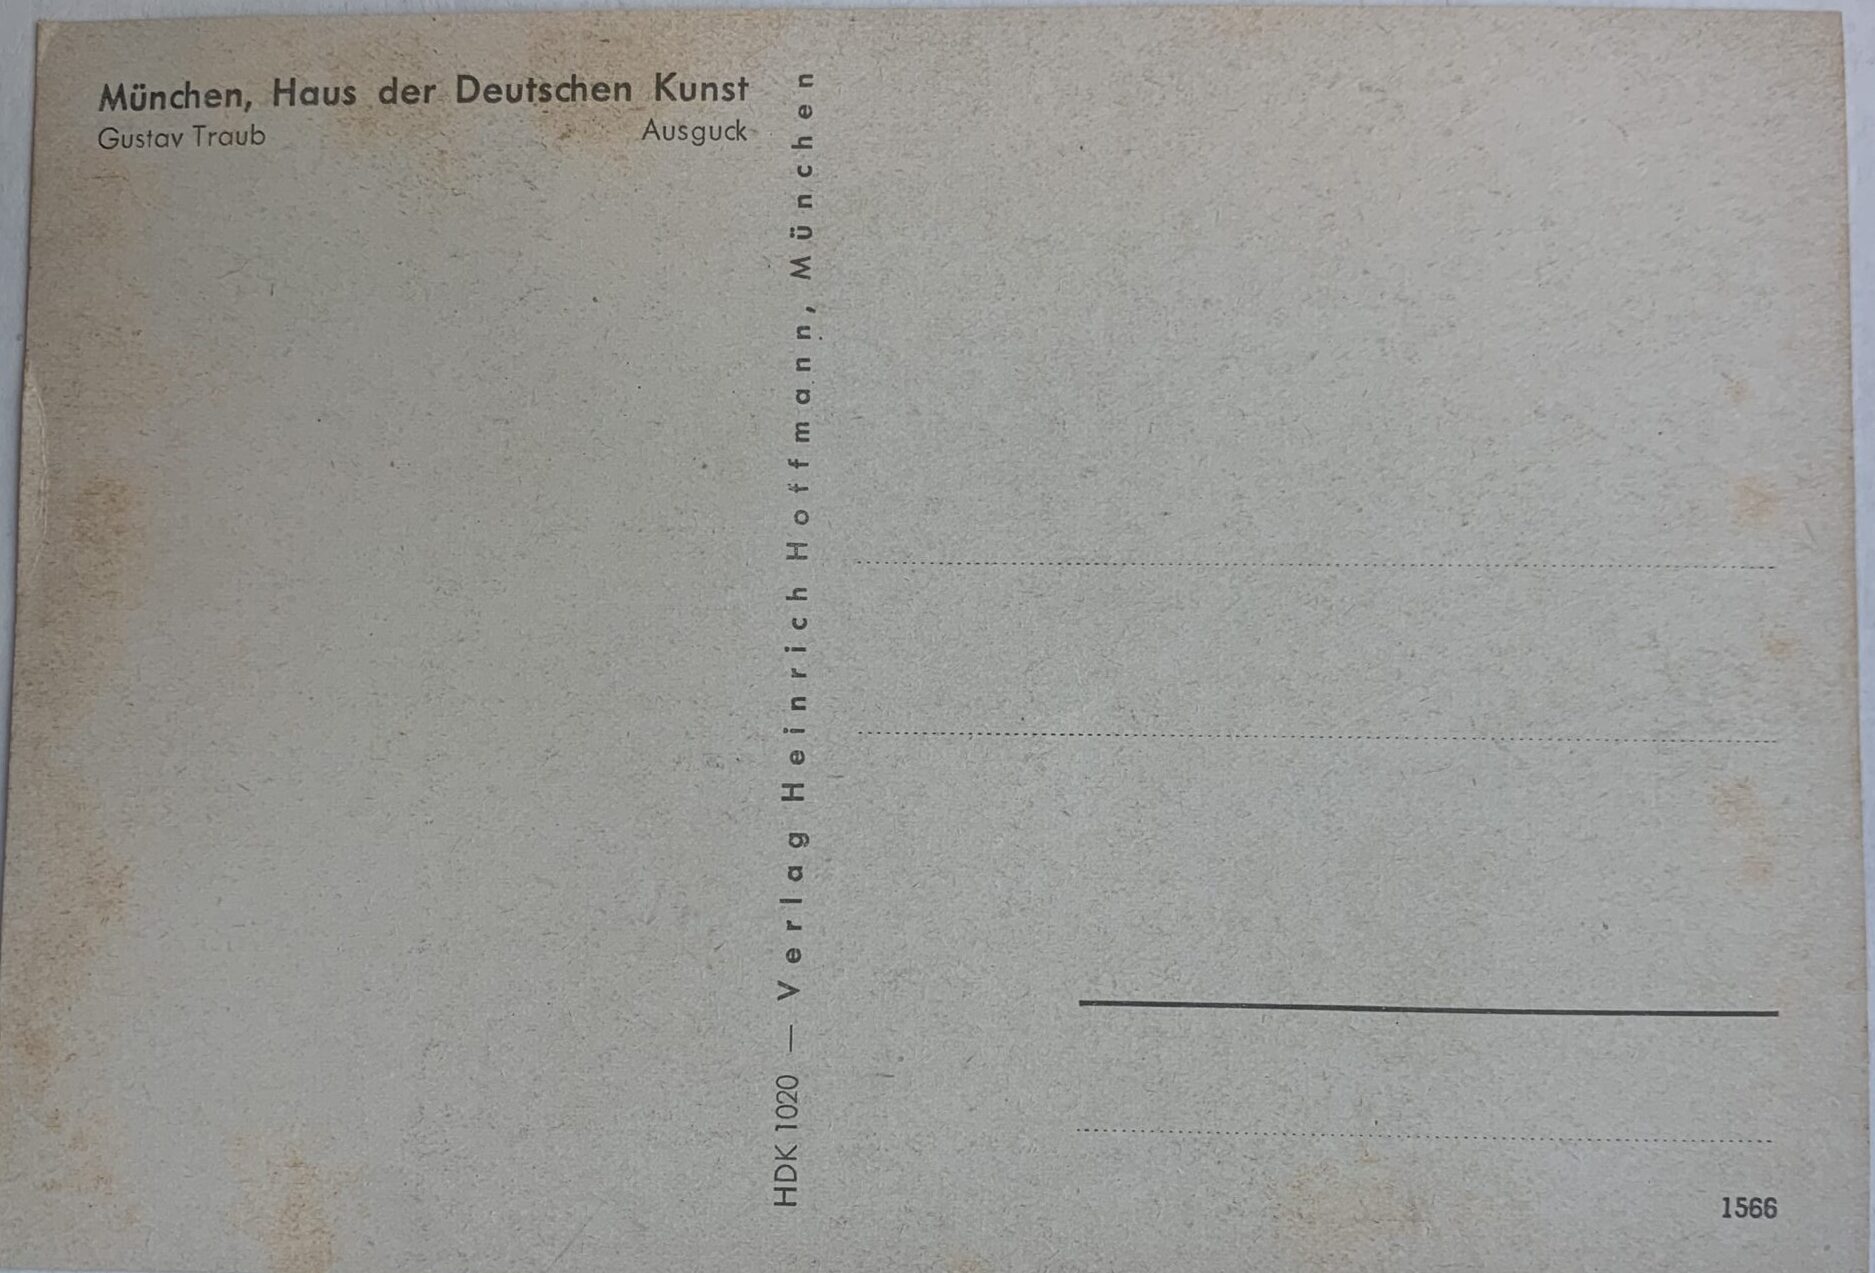 München, Haus der Deutschen Kunst
Gustav Traub Ausguck
HDK 1020 — Verlag Heinrich Hoffmann, München
1566